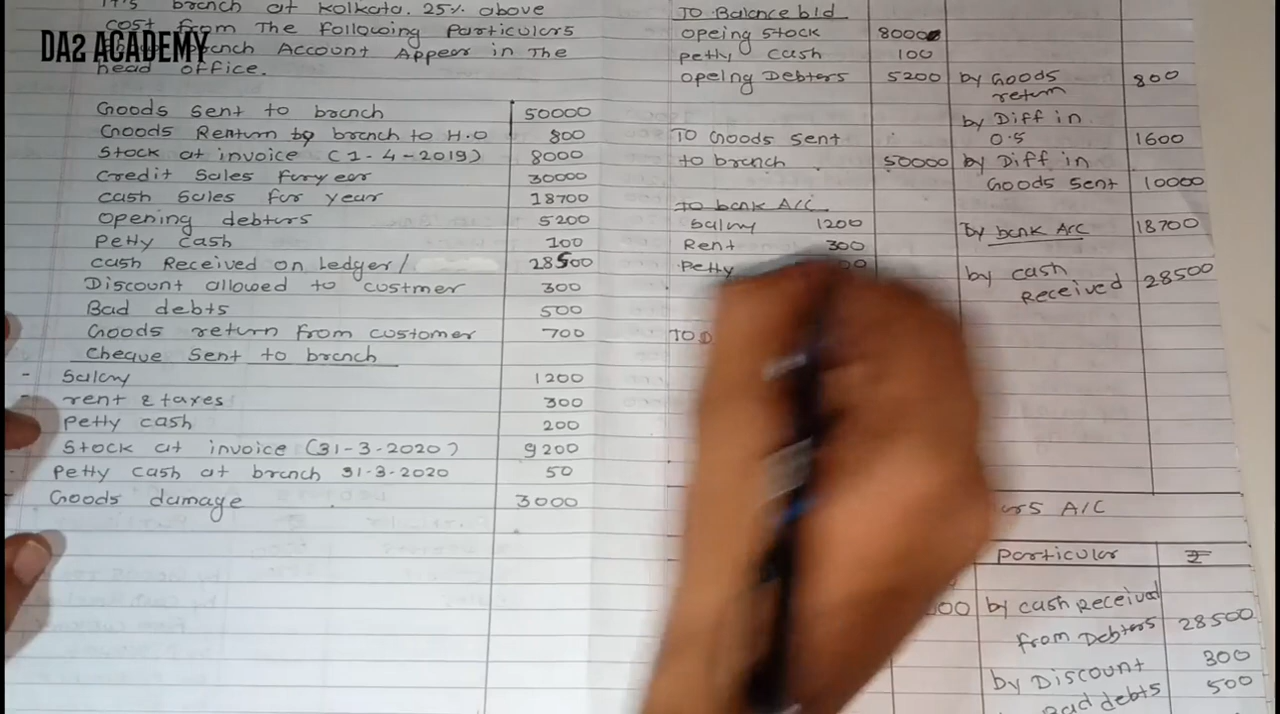 It's branch at Kolkata. 25% above
cost from The Following Particulars
Branch Account Appear in The
head office.
DA2 ACADEMY
Goods Sent to branch 50000
Goods Renturn by branch to H.O 800
Stock at invoice (1-4-2019) 8000
Credit Sales For year 30000
Cash Sales For year 18700
Opening debturs 5200
Petty Cash 100
Cash Received on Ledger/ 28500
Discount allowed to custmer 300
Bad debts 500
Goods return from customer 700
Cheque Sent to branch
- Salary 1200
- rent & taxes 300
Petty cash 200
Stock at invoice (31-3-2020) 9200
- Petty Cash at branch 31-3-2020 50
- Goods damage 3000
TO Balance b/d
opeing Stock 8000
petty Cash 100
opeing Debters 5200
TO Goods Sent
to branch 50000
TO bank A/C
Salary 1200
Rent 300
Petty
TO D
by Goods
return 800
by Diff in
O.S 1600
by Diff in
Goods Sent 10000
by bank A/C 18700
by cash
Received 28500
A/C
Particular ₹
by cash Received
from Debters 28500
by Discount 300
Bad debts 500